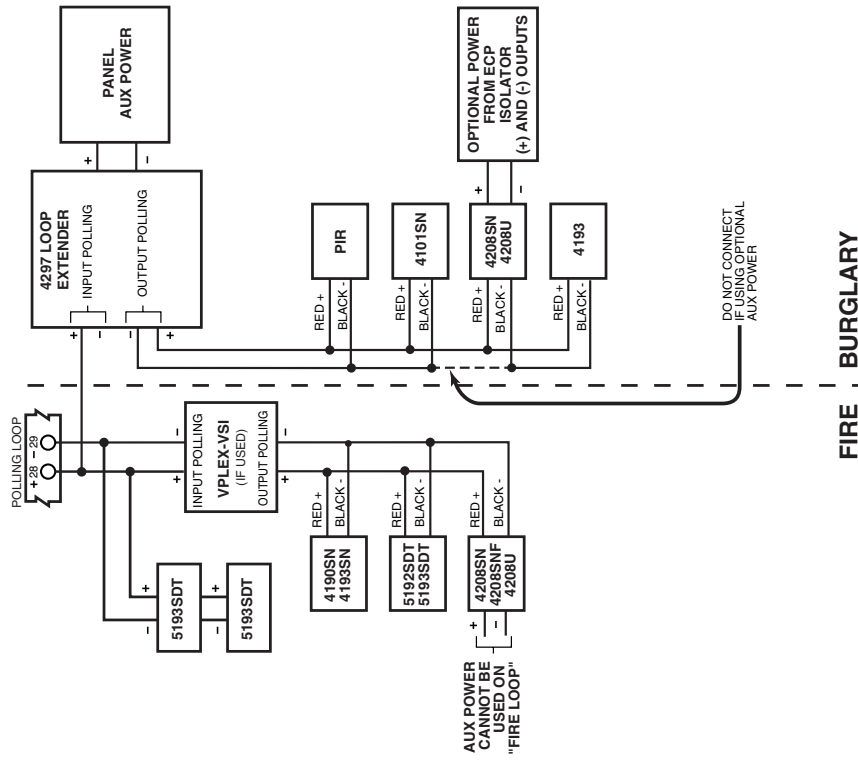 POLLING LOOP
+ 28 - 29
PANEL
AUX POWER
+
-
4297 LOOP
EXTENDER
INPUT POLLING
OUTPUT POLLING
+
-
-
+
PIR
RED +
BLACK -
4101SN
RED +
BLACK -
4208SN
4208U
RED +
BLACK -
+
-
OPTIONAL POWER
FROM ECP
ISOLATOR
(+) AND (-) OUPUTS
4193
RED +
BLACK -
DO NOT CONNECT
IF USING OPTIONAL
AUX POWER
BURGLARY
FIRE
INPUT POLLING
VPLEX-VSI
(IF USED)
OUTPUT POLLING
-
+
-
+
5193SDT
+
-
5193SDT
+
-
4190SN
4193SN
RED +
BLACK -
5192SDT
5193SDT
RED +
BLACK -
4208SN
4208SNF
4208U
RED +
BLACK -
+
-
AUX POWER
CANNOT BE
USED ON
"FIRE LOOP"